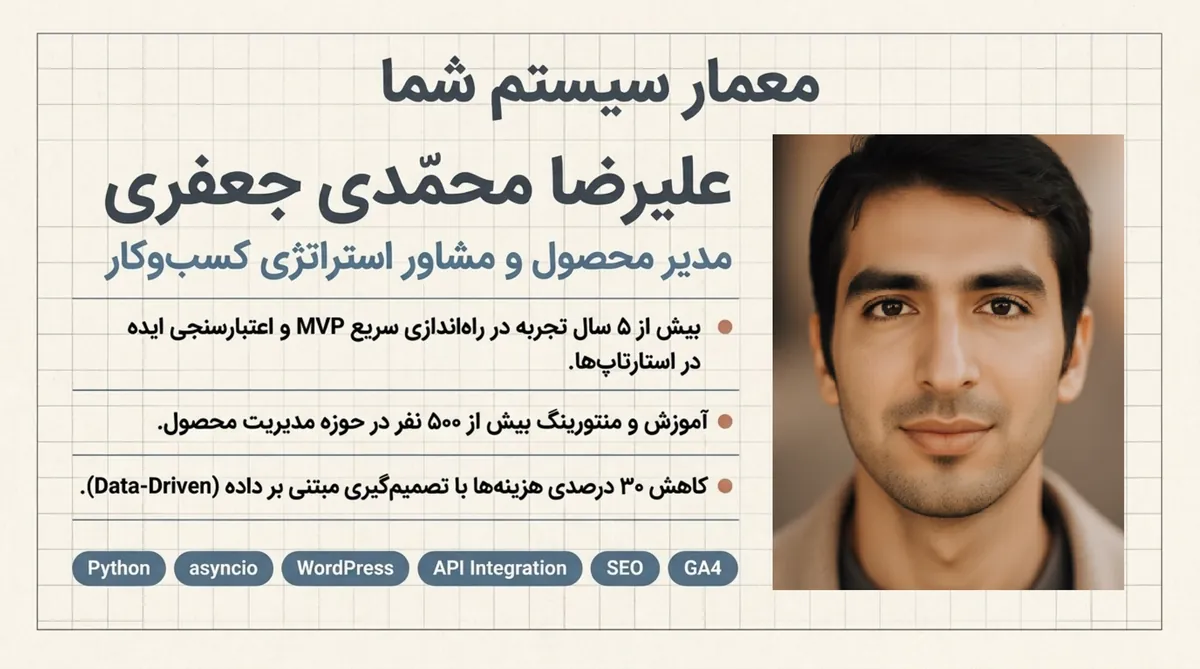 معمار سیستم شما
علیرضا محمّدی جعفری
مدیر محصول و مشاور استراتژی کسب‌وکار
بیش از ۵ سال تجربه در راه‌اندازی سریع MVP و اعتبارسنجی ایده
در استارتاپ‌ها.
آموزش و منتورینگ بیش از ۵۰۰ نفر در حوزه مدیریت محصول.
کاهش ۳۰ درصدی هزینه‌ها با تصمیم‌گیری مبتنی بر داده (Data-Driven).
Python asyncio WordPress API Integration SEO GA4